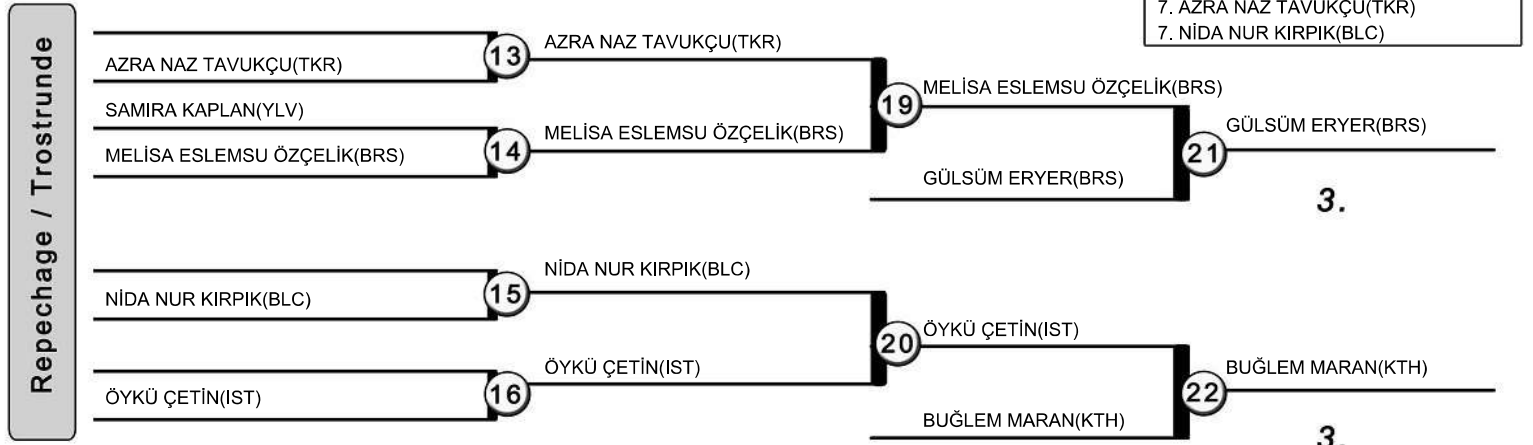 7. AZRA NAZ TAVUKÇU(TKR)
7. NİDA NUR KIRPIK(BLC)
Repechage / Trostrunde
AZRA NAZ TAVUKÇU(TKR)
13
AZRA NAZ TAVUKÇU(TKR)
SAMIRA KAPLAN(YLV)
MELİSA ESLEMSU ÖZÇELİK(BRS)
14
MELİSA ESLEMSU ÖZÇELİK(BRS)
19
MELİSA ESLEMSU ÖZÇELİK(BRS)
GÜLSÜM ERYER(BRS)
21
GÜLSÜM ERYER(BRS)
3.
NİDA NUR KIRPIK(BLC)
15
NİDA NUR KIRPIK(BLC)
ÖYKÜ ÇETİN(IST)
16
ÖYKÜ ÇETİN(IST)
20
ÖYKÜ ÇETİN(IST)
BUĞLEM MARAN(KTH)
22
BUĞLEM MARAN(KTH)
3.